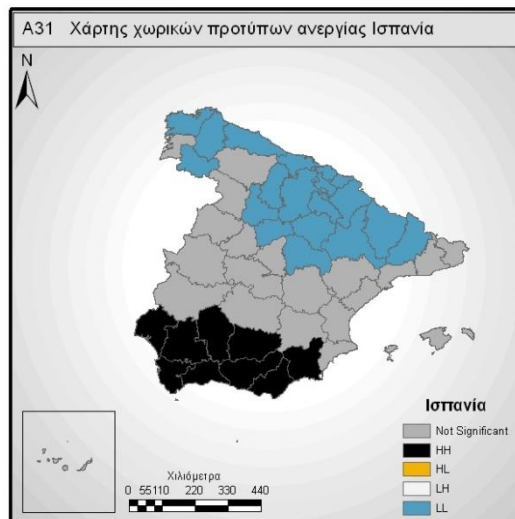 A31 Χάρτης χωρικών προτύπων ανεργίας Ισπανία
N
Ισπανία
Not Significant
HH
HL
LH
LL
Χιλιόμετρα
0 55110 220 330 440